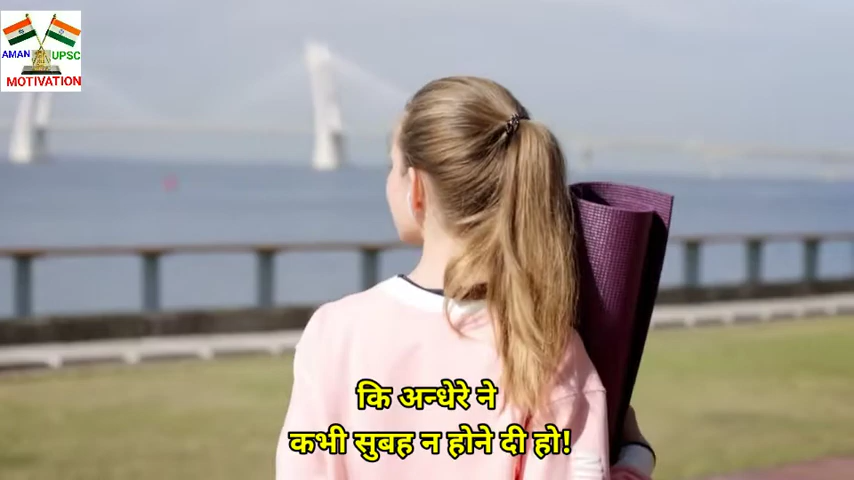 AMAN UPSC
MOTIVATION
कि अन्धेरे ने
कभी सुबह न होने दी हो!